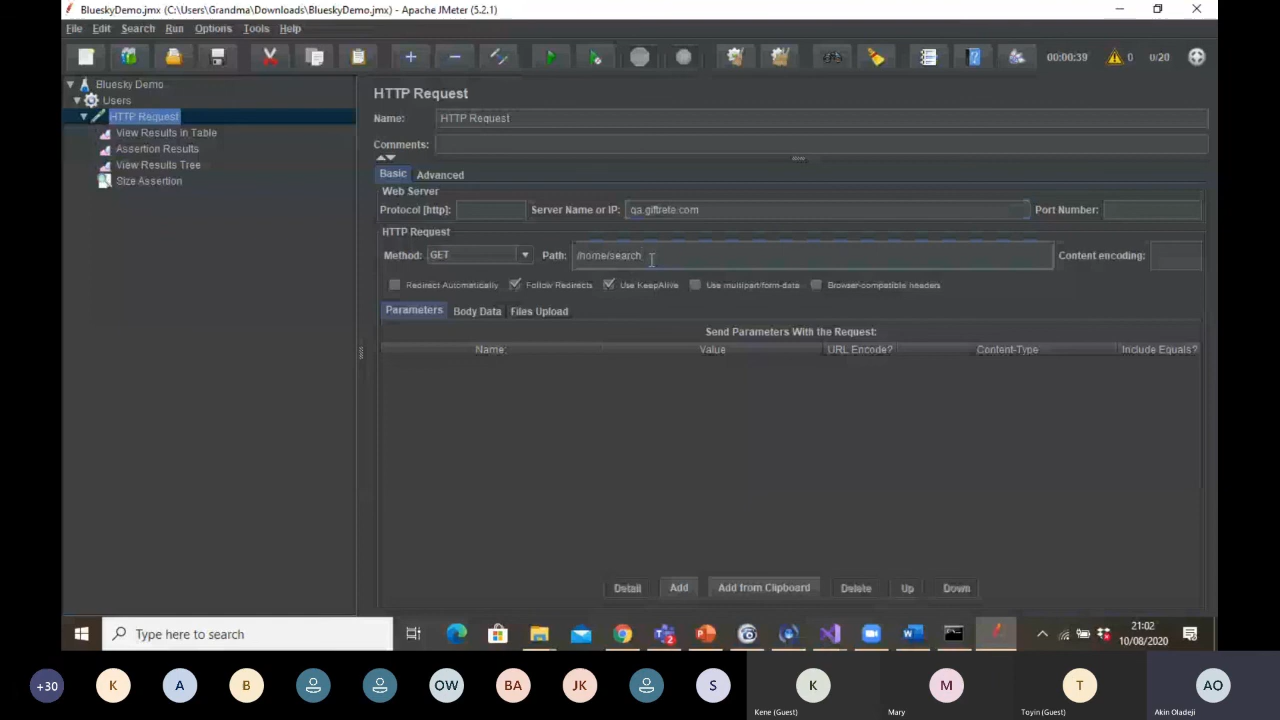 BlueskyDemo.jmx (C:\Users\Grandma\Downloads\BlueskyDemo.jmx) - Apache JMeter (5.2.1)
File Edit Search Run Options Tools Help
00:00:39 0 0/20
Bluesky Demo
Users
HTTP Request
View Results in Table
Assertion Results
View Results Tree
Size Assertion
HTTP Request
Name: HTTP Request
Comments:
Basic Advanced
Web Server
Protocol [http]: Server Name or IP: qa.giftrete.com Port Number:
HTTP Request
Method: GET Path: /home/search Content encoding:
Redirect Automatically Follow Redirects Use KeepAlive Use multipart/form-data Browser-compatible headers
Parameters Body Data Files Upload
Send Parameters With the Request:
Name: Value URL Encode? Content-Type Include Equals?
Detail Add Add from Clipboard Delete Up Down
Type here to search
2
21:02
10/08/2020
+30 K A B OW BA JK S K M T AO
Kene (Guest) Mary Toyin (Guest) Akin Oladeji